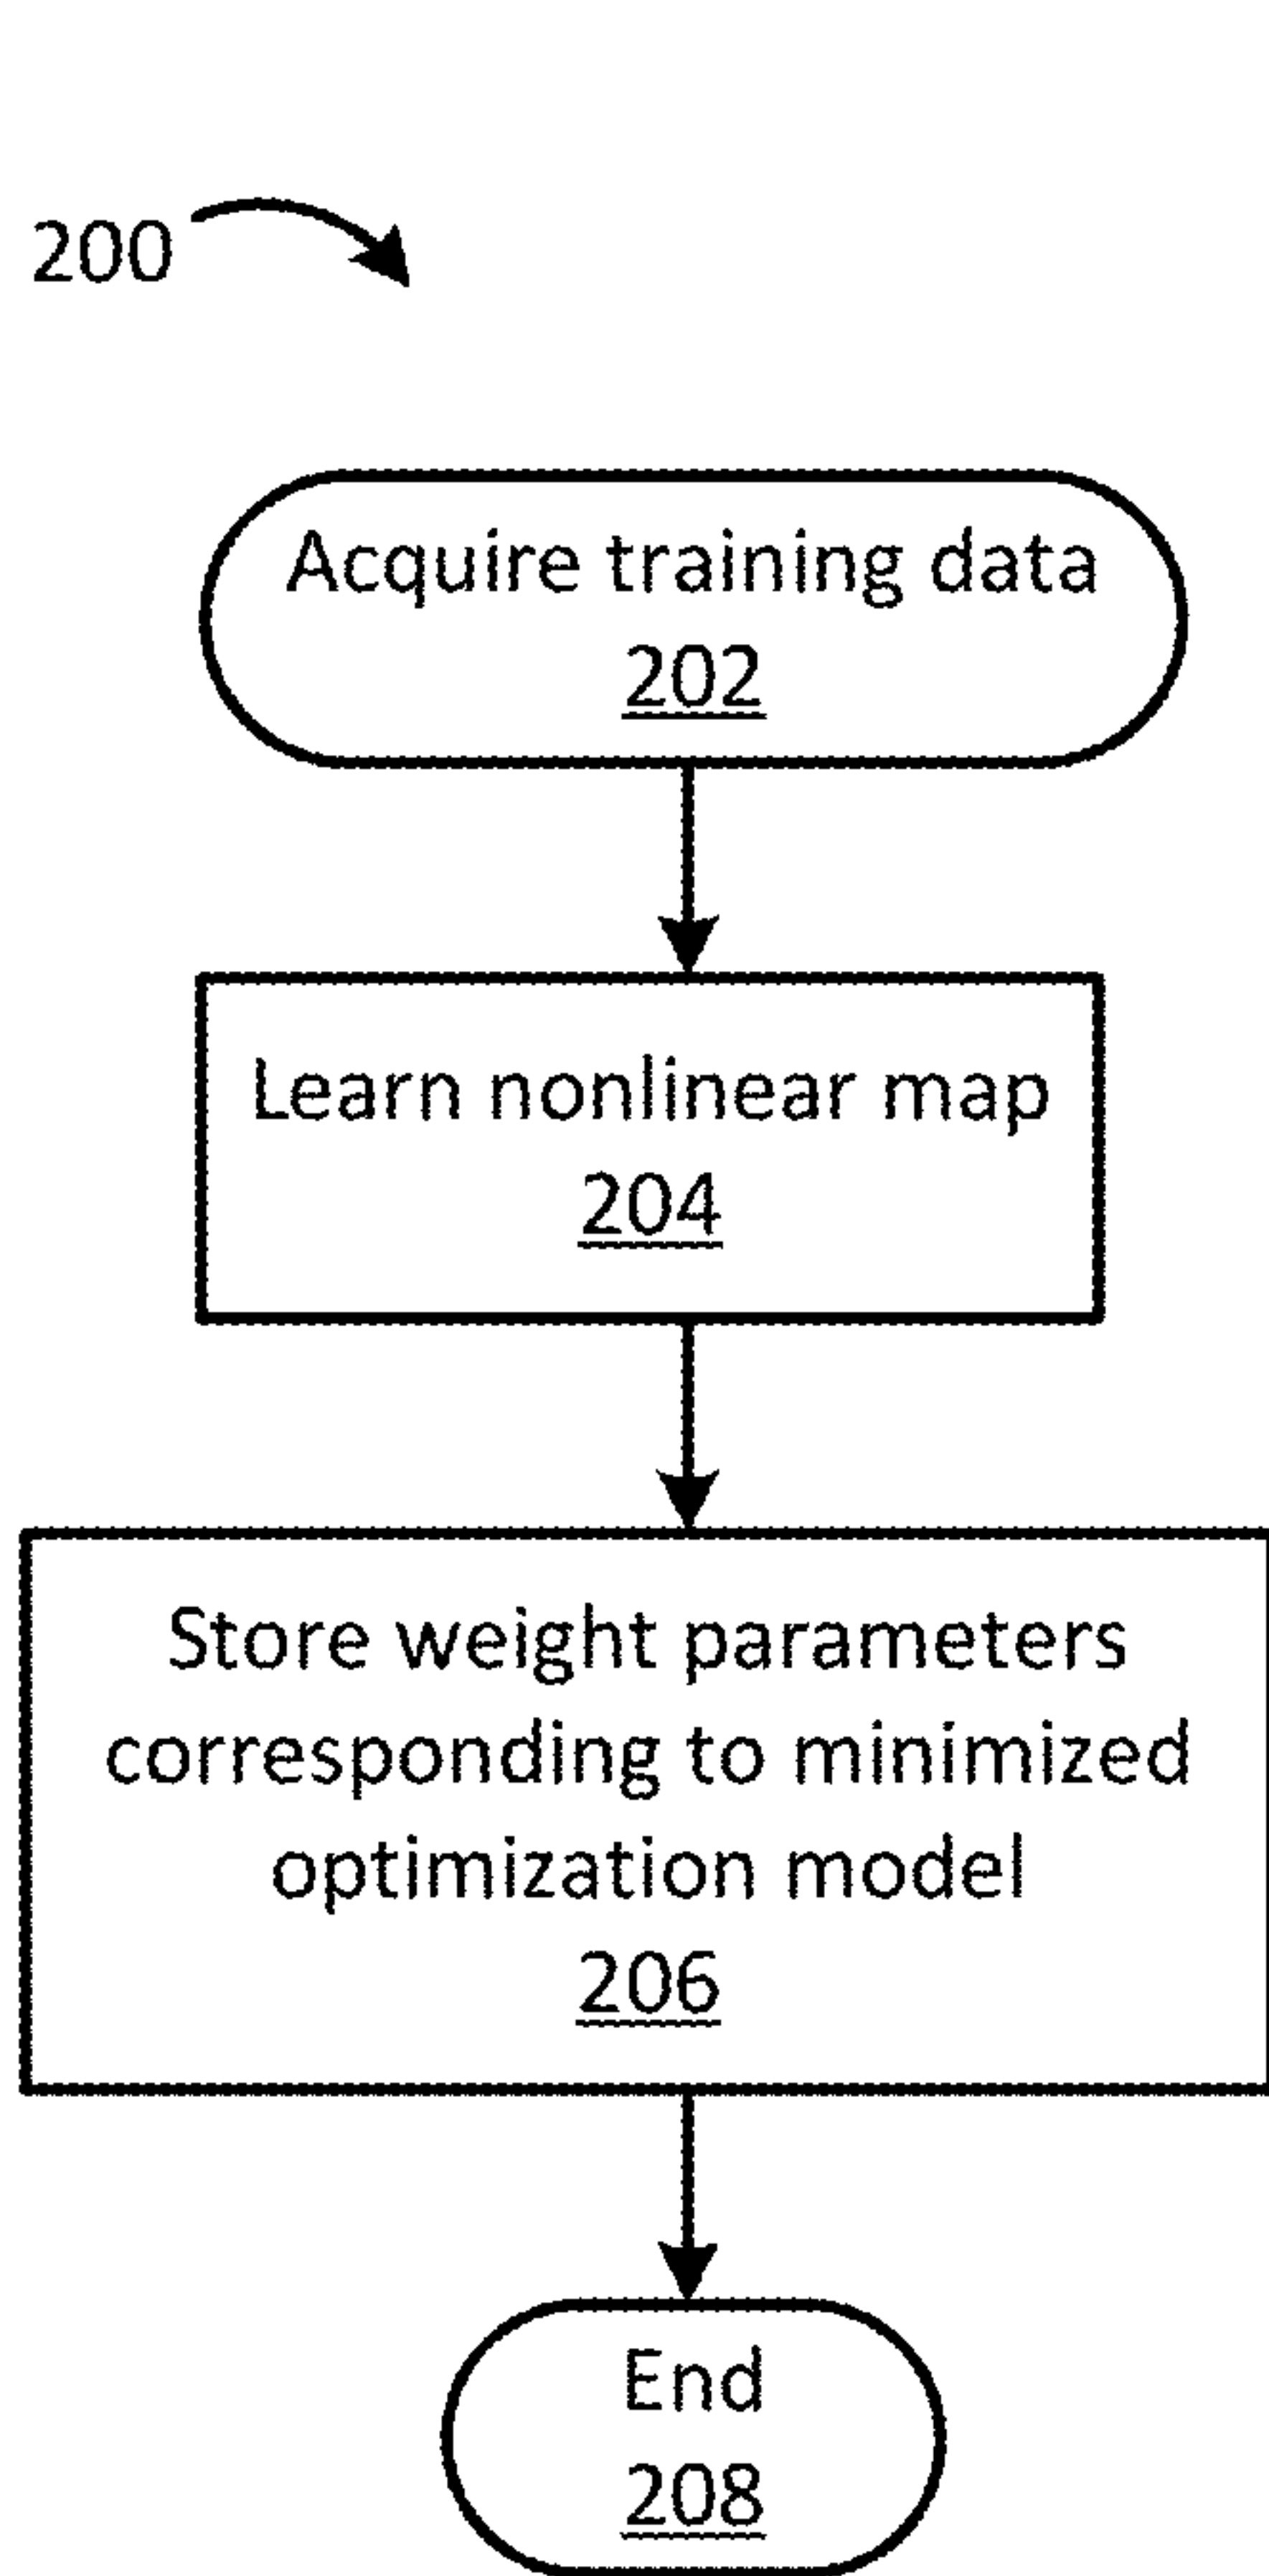 200
Acquire training data
202
Learn nonlinear map
204
Store weight parameters
corresponding to minimized
optimization model
206
End
208